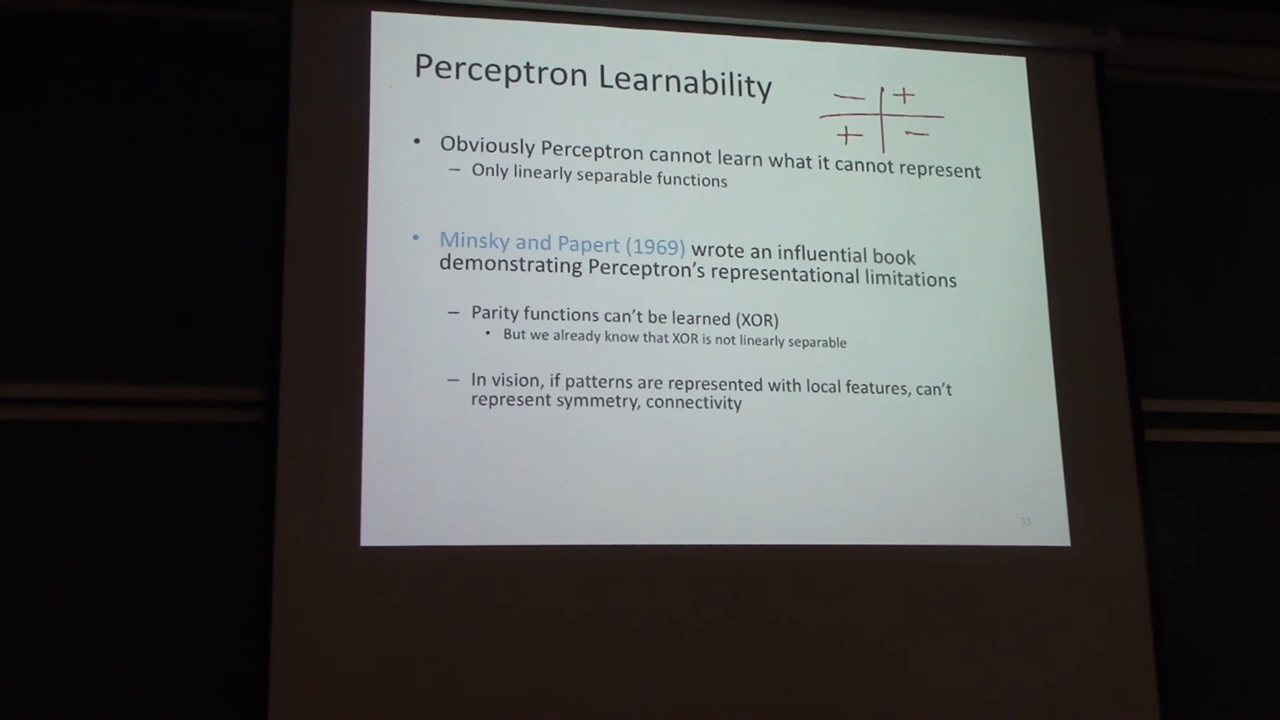 Perceptron Learnability
− +
+ −
• Obviously Perceptron cannot learn what it cannot represent
– Only linearly separable functions
• Minsky and Papert (1969) wrote an influential book
demonstrating Perceptron's representational limitations
– Parity functions can't be learned (XOR)
• But we already know that XOR is not linearly separable
– In vision, if patterns are represented with local features, can't
represent symmetry, connectivity
33